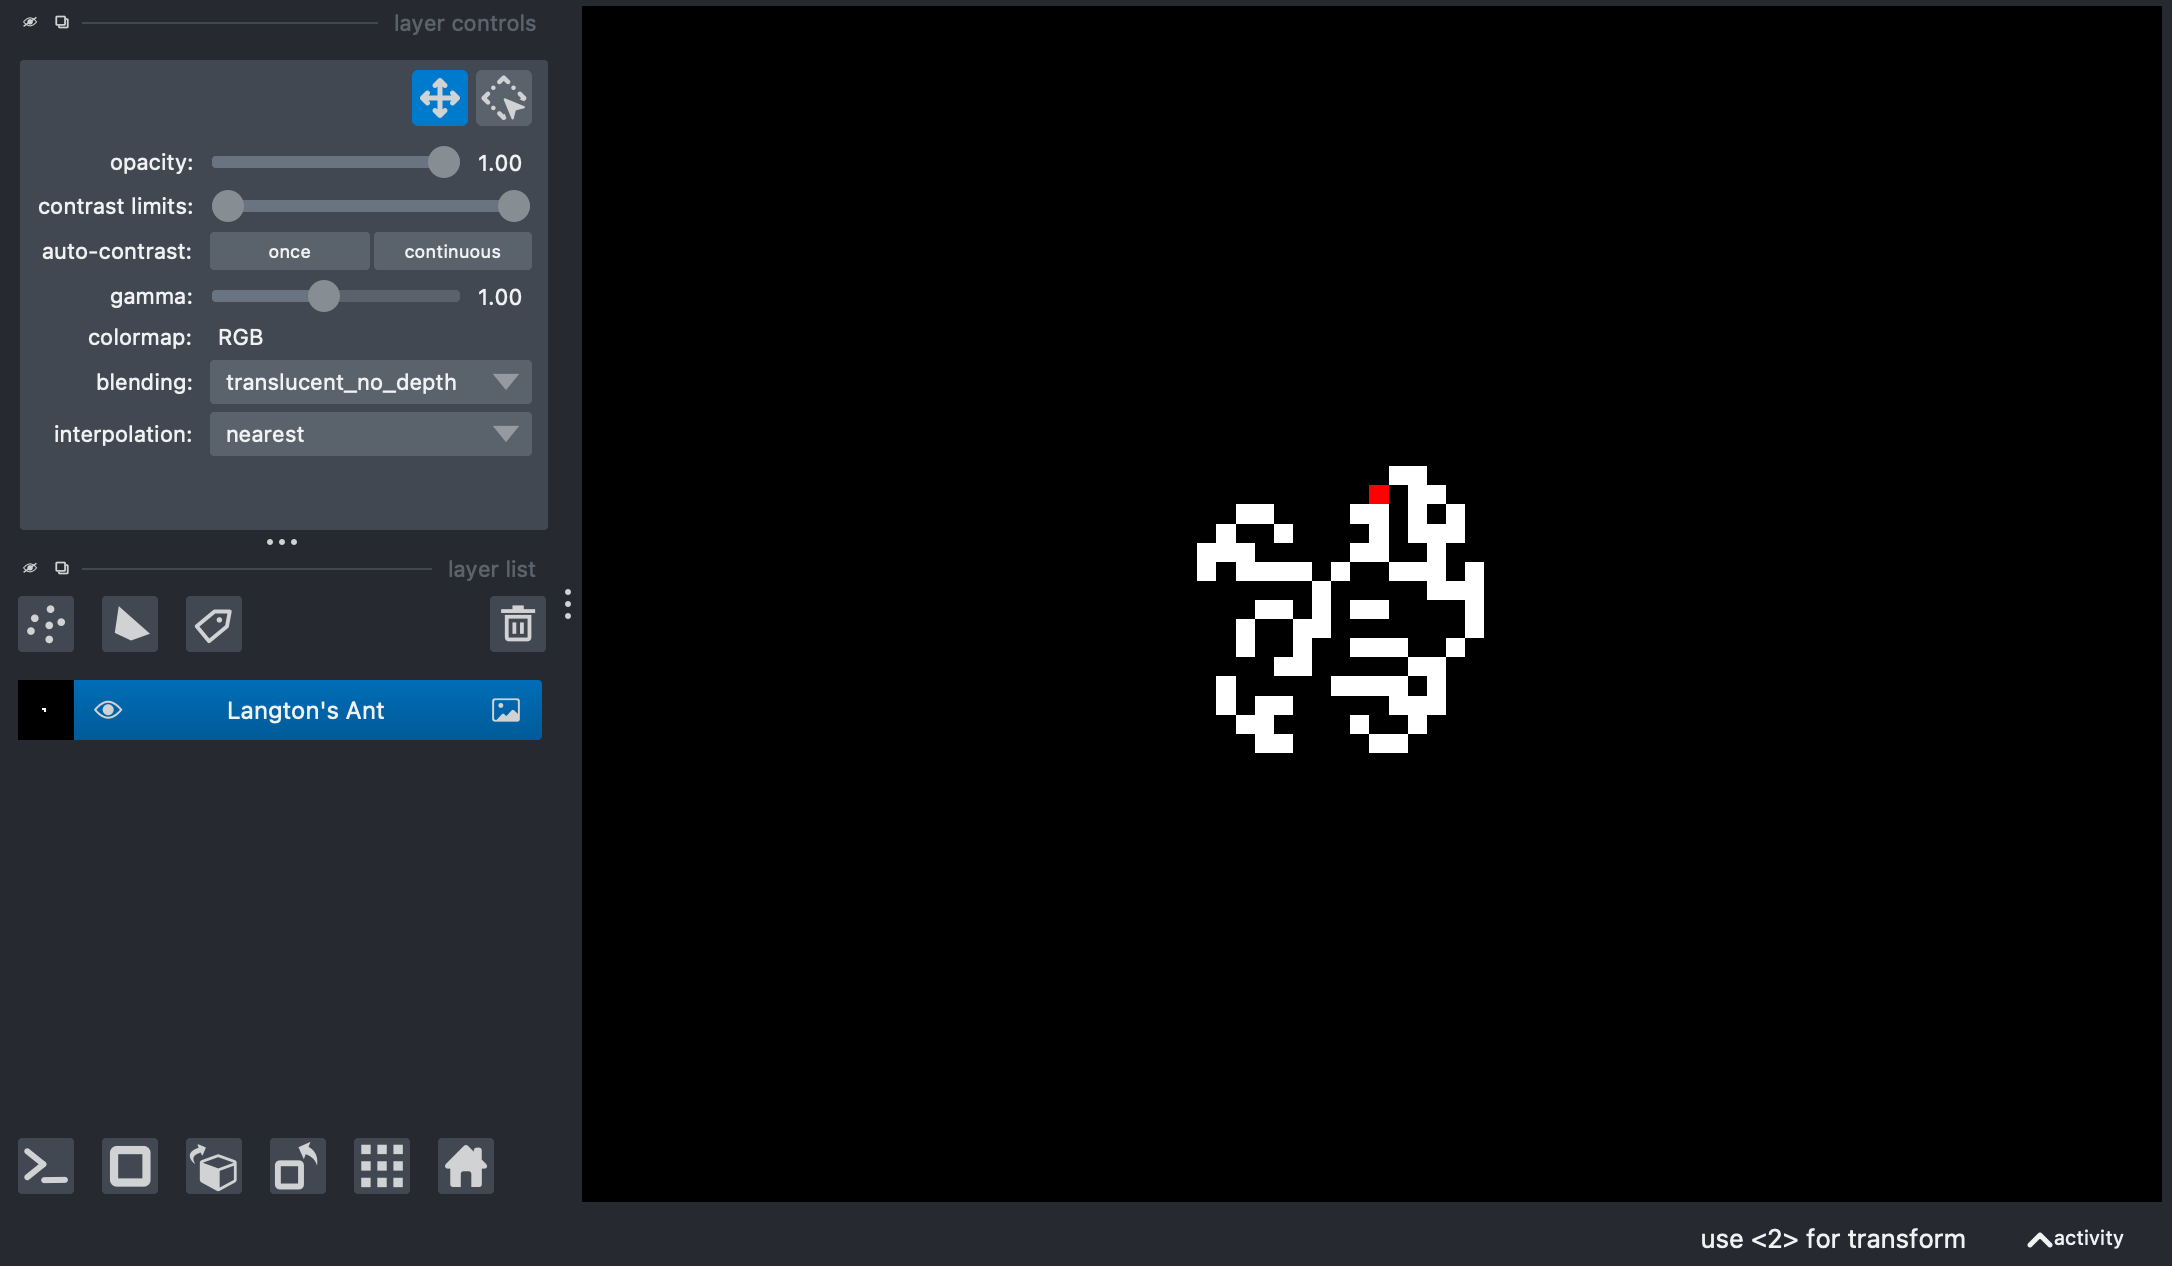 layer controls
opacity: 1.00
contrast limits:
auto-contrast: once continuous
gamma: 1.00
colormap: RGB
blending: translucent_no_depth
interpolation: nearest
layer list
Langton's Ant
use <2> for transform activity